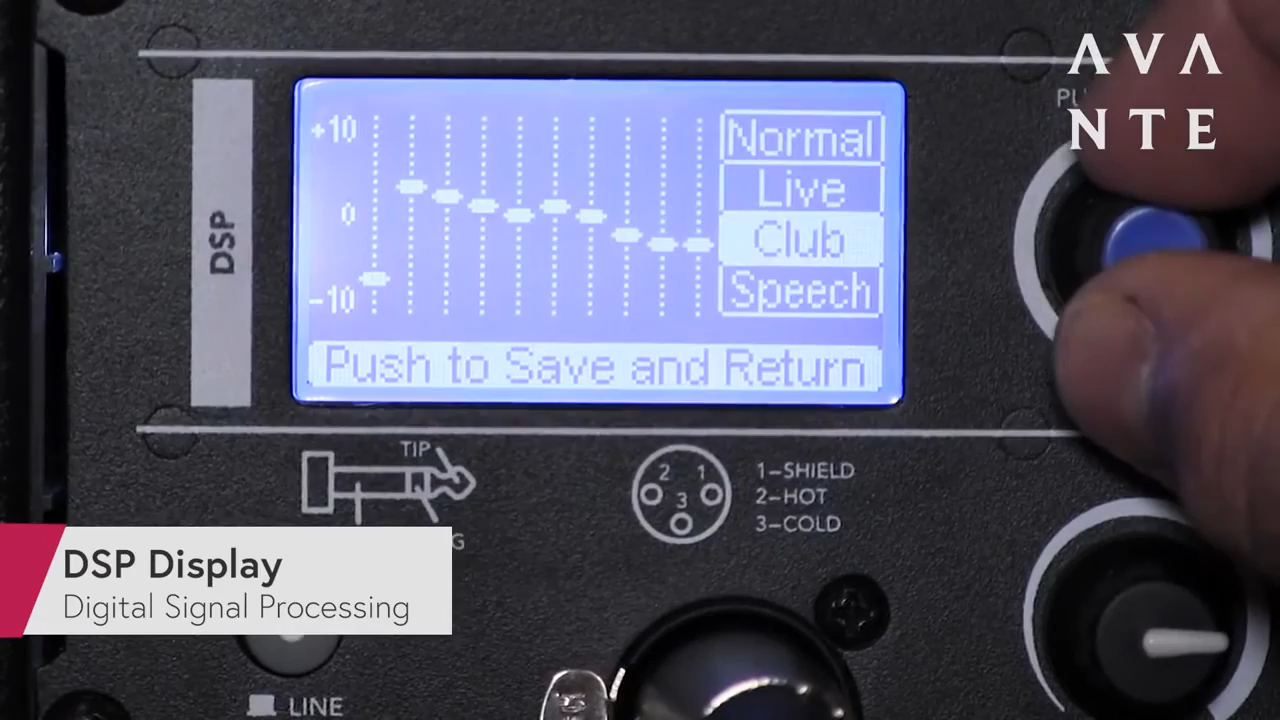 AVA
NTE
PU
DSP
+10
0
-10
Normal
Live
Club
Speech
Push to Save and Return
TIP
G
2 1
3
1-SHIELD
2-HOT
3-COLD
DSP Display
Digital Signal Processing
LINE